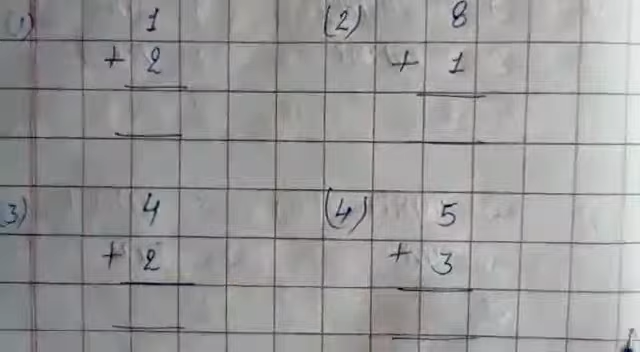 (1) 1 (2) 8
+ 2 + 1
(3) 4 (4) 5
+ 2 + 3